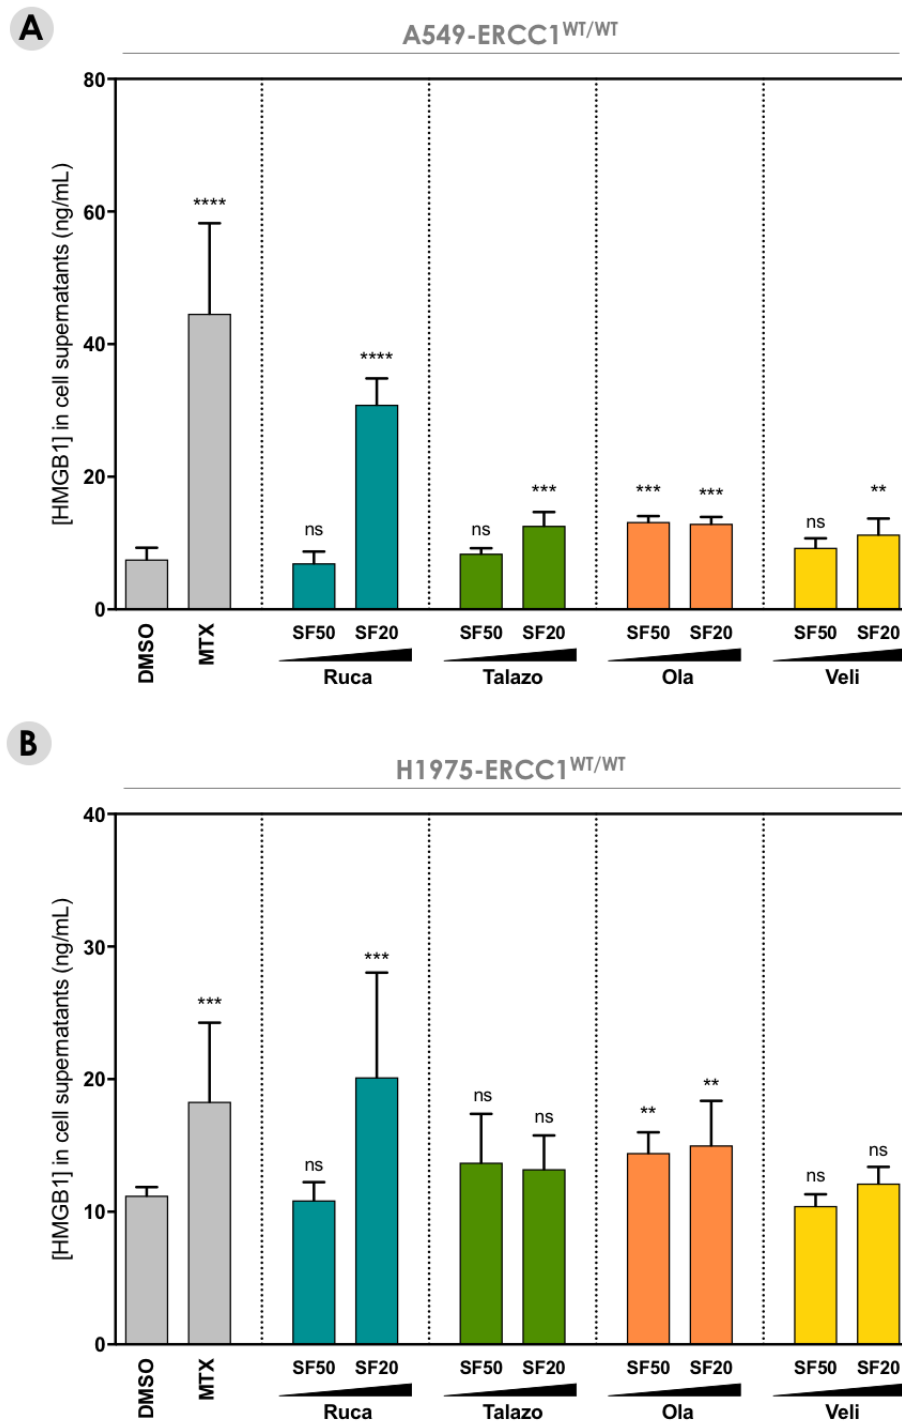 A
A549-ERCC1WT/WT
[HMGB1] in cell supernatants (ng/mL)
80
60
40
20
0
****
ns
****
ns
***
***
***
ns
**
DMSO
MTX
SF50 SF20
SF50 SF20
SF50 SF20
SF50 SF20
Ruca
Talazo
Ola
Veli
B
H1975-ERCC1WT/WT
[HMGB1] in cell supernatants (ng/mL)
40
30
20
10
0
***
ns
***
ns
ns
**
**
ns
ns
DMSO
MTX
SF50 SF20
SF50 SF20
SF50 SF20
SF50 SF20
Ruca
Talazo
Ola
Veli